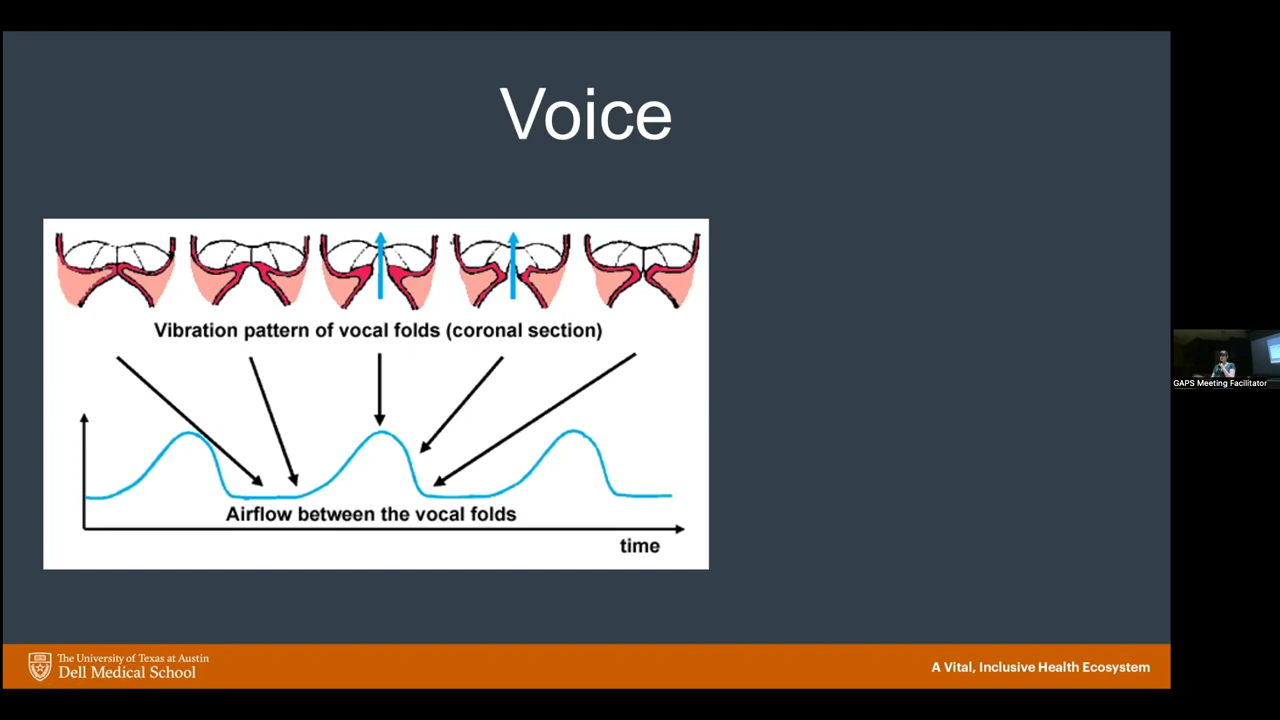 Voice
Vibration pattern of vocal folds (coronal section)
Airflow between the vocal folds
time
GAPS Meeting Facilitator
The University of Texas at Austin
Dell Medical School
A Vital, Inclusive Health Ecosystem